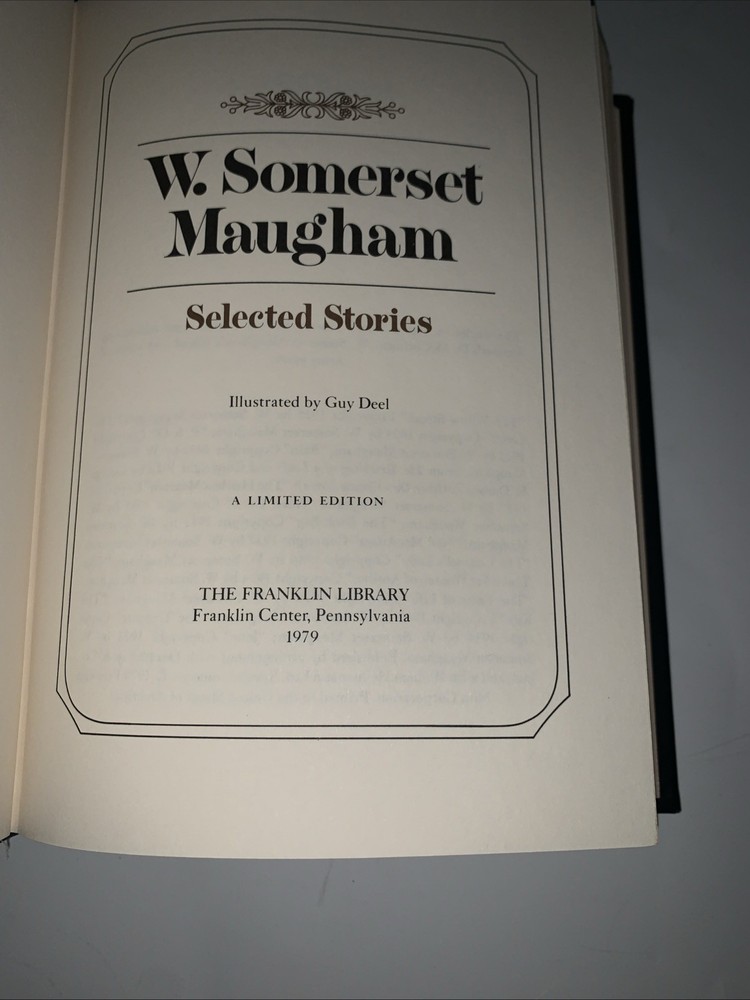 W. Somerset
Maugham
Selected Stories
Illustrated by Guy Deel
A LIMITED EDITION
THE FRANKLIN LIBRARY
Franklin Center, Pennsylvania
1979